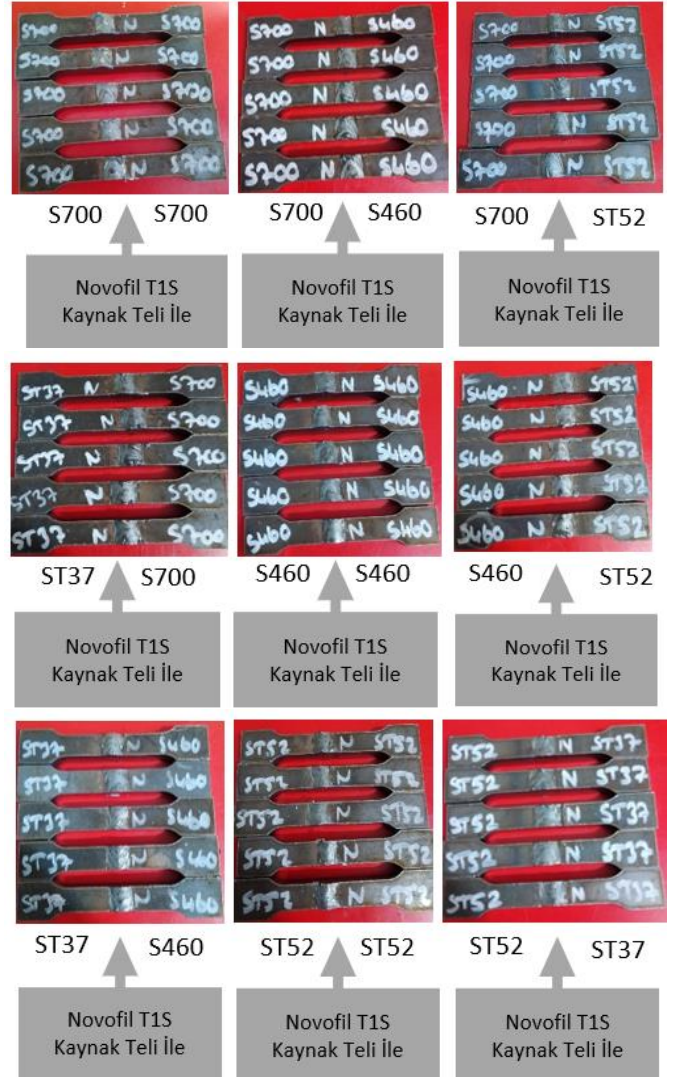 S700 N S700
S700 N S700
S700 N S700
S700 N S700
S700 N S700
S700 N S460
S700 N S460
S700 N S460
S700 N S460
S700 N S460
S700 N ST52
S700 N ST52
S700 ST52
S700 N ST52
S700 N ST52
S700 S700
S700 S460
S700 ST52
Novofil T1S
Kaynak Teli İle
Novofil T1S
Kaynak Teli İle
Novofil T1S
Kaynak Teli İle
ST37 N S700
ST37 N S700
ST37 N S700
ST37 N S700
ST37 N S700
S460 N S460
S460 N S460
S460 N S460
S460 N S460
S460 N S460
S460 N ST52
S460 N ST52
S460 N ST52
S460 N ST52
S460 N ST52
ST37 S700
S460 S460
S460 ST52
Novofil T1S
Kaynak Teli İle
Novofil T1S
Kaynak Teli İle
Novofil T1S
Kaynak Teli İle
ST37 N S460
ST37 N S460
ST37 N S460
ST37 N S460
ST37 N S460
ST52 N ST52
ST52 N ST52
ST52 N ST52
ST52 N ST52
ST52 N ST52
ST52 N ST37
ST52 N ST37
ST52 N ST37
ST52 N ST37
ST52 N ST37
ST37 S460
ST52 ST52
ST52 ST37
Novofil T1S
Kaynak Teli İle
Novofil T1S
Kaynak Teli İle
Novofil T1S
Kaynak Teli İle